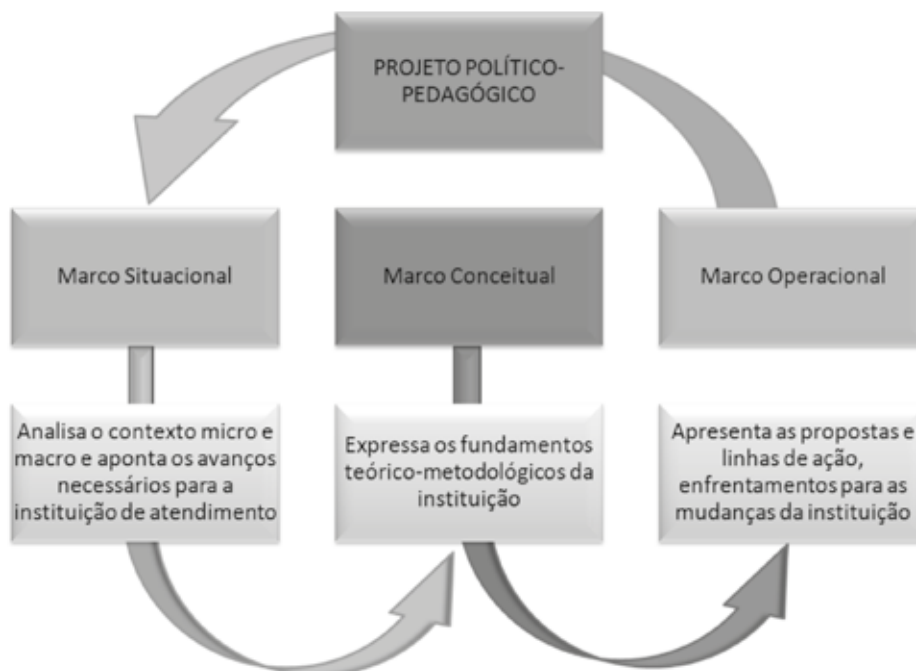 PROJETO POLÍTICO-
PEDAGÓGICO
Marco Situacional
Marco Conceitual
Marco Operacional
Analisa o contexto micro e
macro e aponta os avanços
necessários para a
instituição de atendimento
Expressa os fundamentos
teórico-metodológicos da
instituição
Apresenta as propostas e
linhas de ação,
enfrentamentos para as
mudanças da instituição